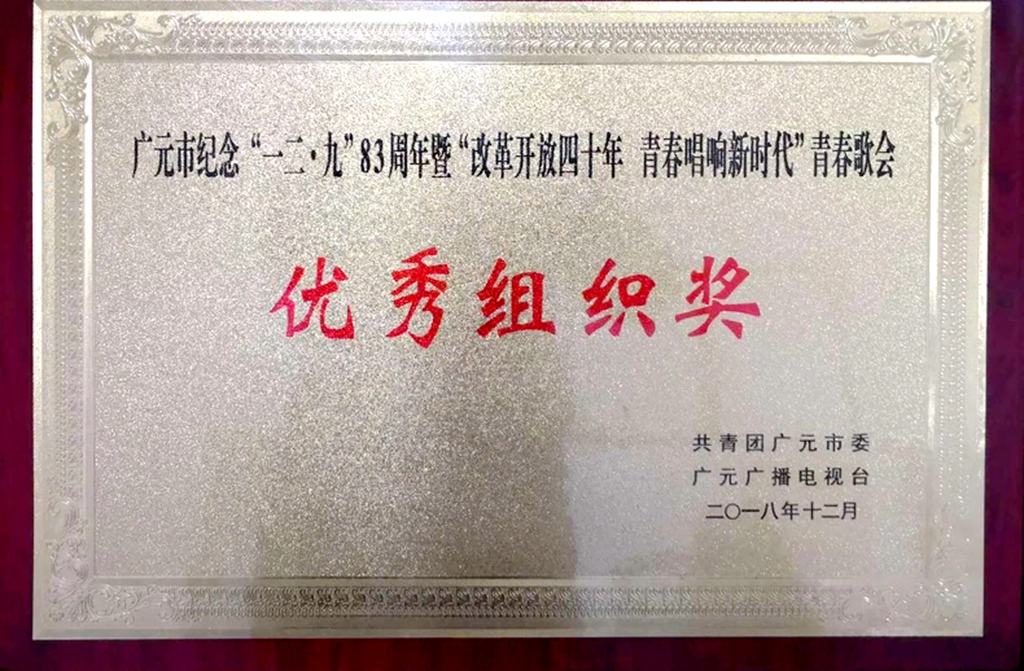 广元市纪念“一二·九”83周年暨“改革开放四十年 青春唱响新时代”青春歌会
优秀组织奖
共青团广元市委
广元广播电视台
二〇一八年十二月